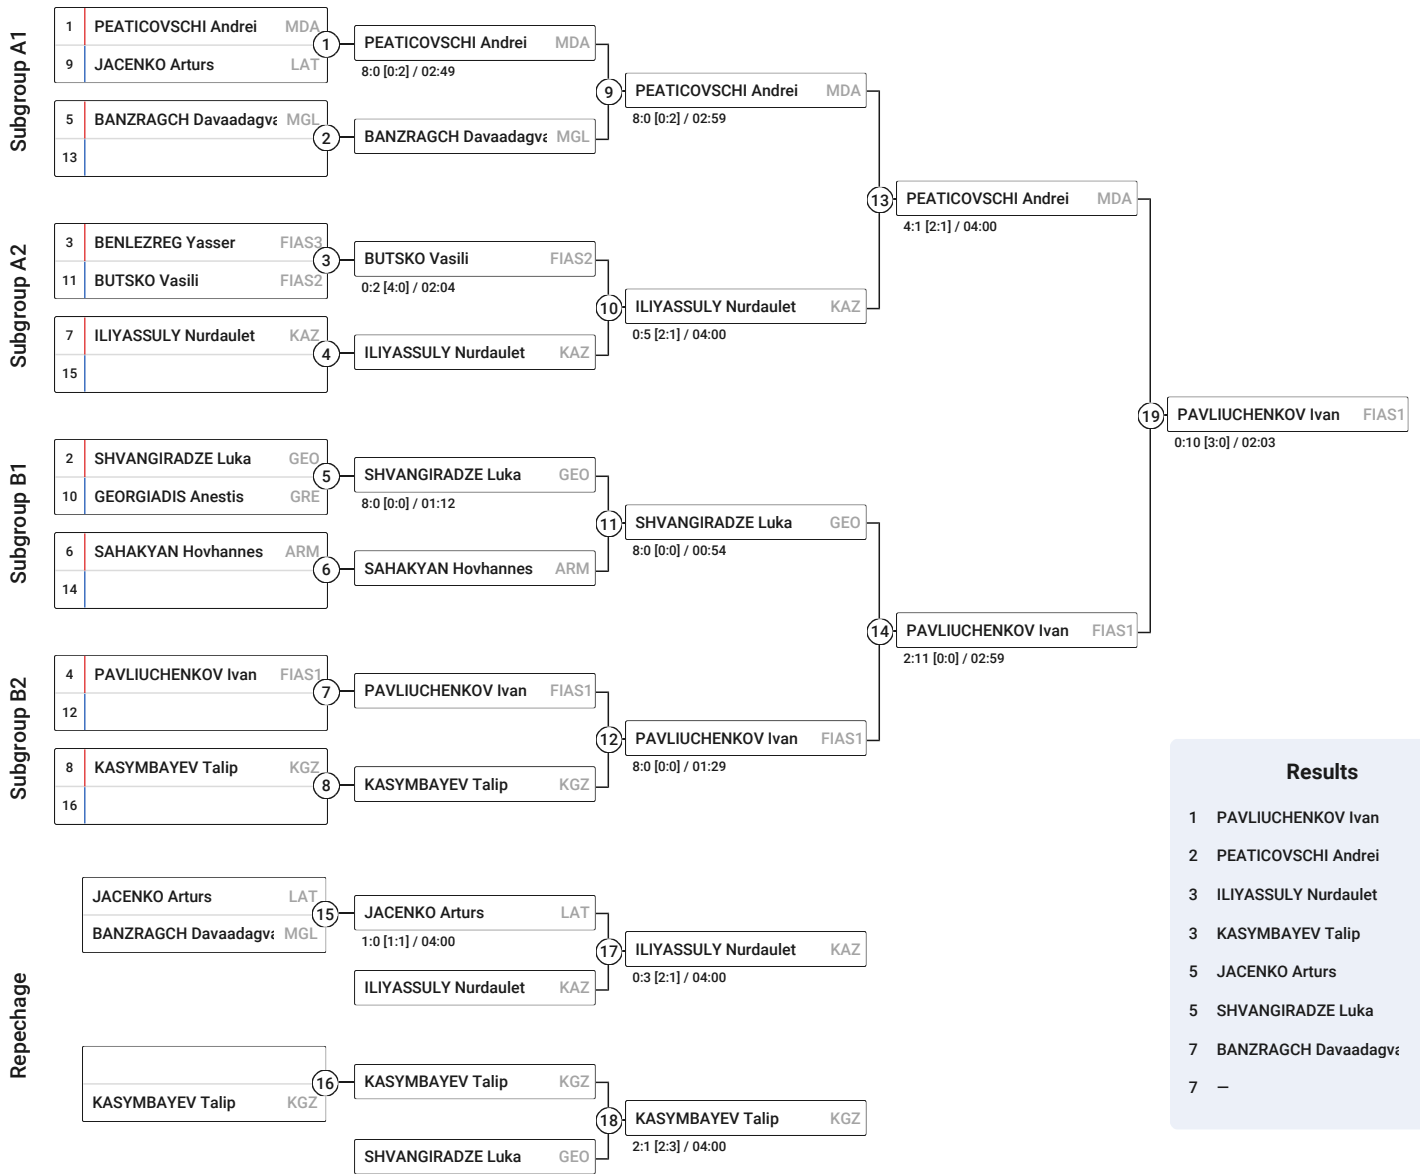 Subgroup A1
1 PEATICOVSCHI Andrei MDA
9 JACENKO Arturs LAT
1
PEATICOVSCHI Andrei MDA
8:0 [0:2] / 02:49
5 BANZRAGCH Davaadagva MGL
13
2
BANZRAGCH Davaadagva MGL
9
PEATICOVSCHI Andrei MDA
8:0 [0:2] / 02:59
Subgroup A2
3 BENLEZREG Yasser FIAS3
11 BUTSKO Vasili FIAS2
3
BUTSKO Vasili FIAS2
0:2 [4:0] / 02:04
7 ILIYASSULY Nurdaulet KAZ
15
4
ILIYASSULY Nurdaulet KAZ
10
ILIYASSULY Nurdaulet KAZ
0:5 [2:1] / 04:00
13
PEATICOVSCHI Andrei MDA
4:1 [2:1] / 04:00
Subgroup B1
2 SHVANGIRADZE Luka GEO
10 GEORGIADIS Anestis GRE
5
SHVANGIRADZE Luka GEO
8:0 [0:0] / 01:12
6 SAHAKYAN Hovhannes ARM
14
6
SAHAKYAN Hovhannes ARM
11
SHVANGIRADZE Luka GEO
8:0 [0:0] / 00:54
Subgroup B2
4 PAVLIUCHENKOV Ivan FIAS1
12
7
PAVLIUCHENKOV Ivan FIAS1
8 KASYMBAYEV Talip KGZ
16
8
KASYMBAYEV Talip KGZ
12
PAVLIUCHENKOV Ivan FIAS1
8:0 [0:0] / 01:29
14
PAVLIUCHENKOV Ivan FIAS1
2:11 [0:0] / 02:59
19
PAVLIUCHENKOV Ivan FIAS1
0:10 [3:0] / 02:03
Repechage
JACENKO Arturs LAT
BANZRAGCH Davaadagva MGL
15
JACENKO Arturs LAT
1:0 [1:1] / 04:00
ILIYASSULY Nurdaulet KAZ
17
ILIYASSULY Nurdaulet KAZ
0:3 [2:1] / 04:00
KASYMBAYEV Talip KGZ
16
KASYMBAYEV Talip KGZ
SHVANGIRADZE Luka GEO
18
KASYMBAYEV Talip KGZ
2:1 [2:3] / 04:00
Results
1 PAVLIUCHENKOV Ivan
2 PEATICOVSCHI Andrei
3 ILIYASSULY Nurdaulet
3 KASYMBAYEV Talip
5 JACENKO Arturs
5 SHVANGIRADZE Luka
7 BANZRAGCH Davaadagva
7 —